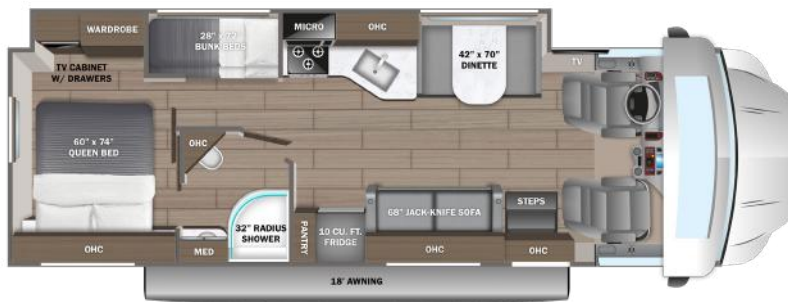 WARDROBE
28" x 72"
BUNK BEDS
MICRO
OHC
42" x 70"
DINETTE
TV
TV CABINET
W/ DRAWERS
60" x 74"
QUEEN BED
OHC
68" JACK-KNIFE SOFA
STEPS
32" RADIUS
SHOWER
PANTRY
10 CU. FT.
FRIDGE
OHC
MED
OHC
OHC
18' AWNING